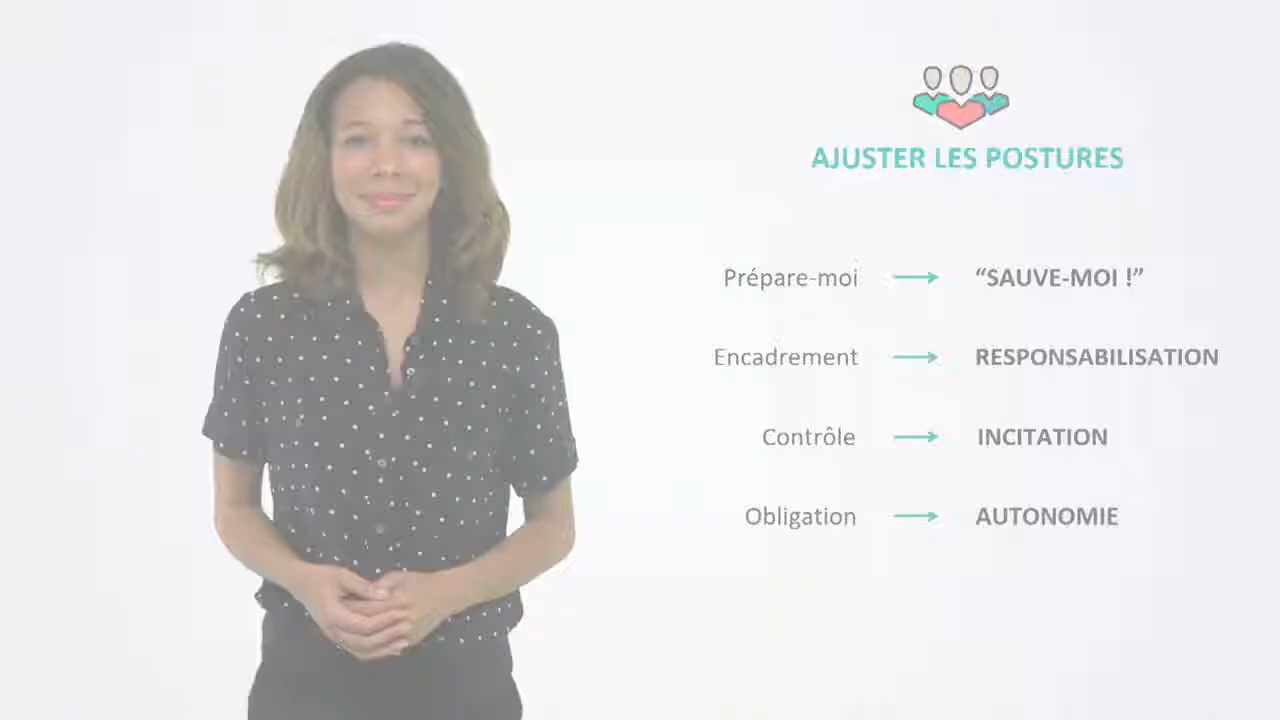 AJUSTER LES POSTURES
Prépare-moi → “SAUVE-MOI !”
Encadrement → RESPONSABILISATION
Contrôle → INCITATION
Obligation → AUTONOMIE